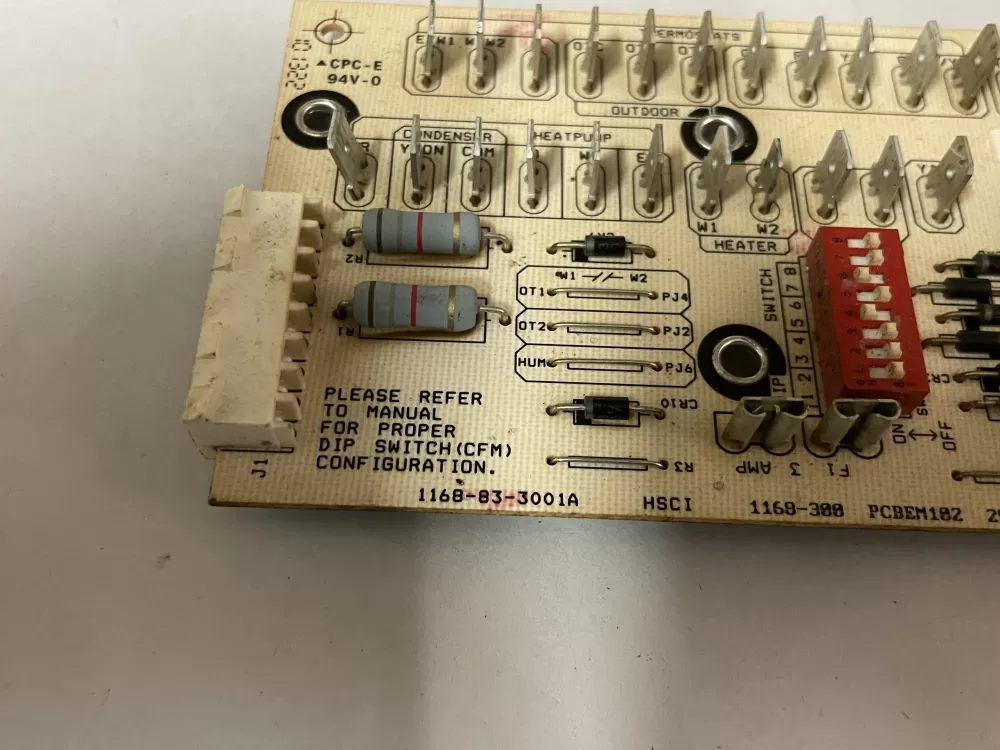 THERMOSTATS
▲CPC-E
94V-0
OUTDOOR
CONDENSER
HEATPUMP
W1 W2
HEATER
R2
W1 W2
OT1 PJ4
R1
OT2 PJ2
HUM PJ6
SWITCH
1 2 3 4 5 6 7 8
CR10
PLEASE REFER
TO MANUAL
FOR PROPER
DIP SWITCH(CFM)
CONFIGURATION.
R3
F1 3 AMP
ON
OFF
J1
1168-83-3001A
HSCI
1168-300
PCBEM102